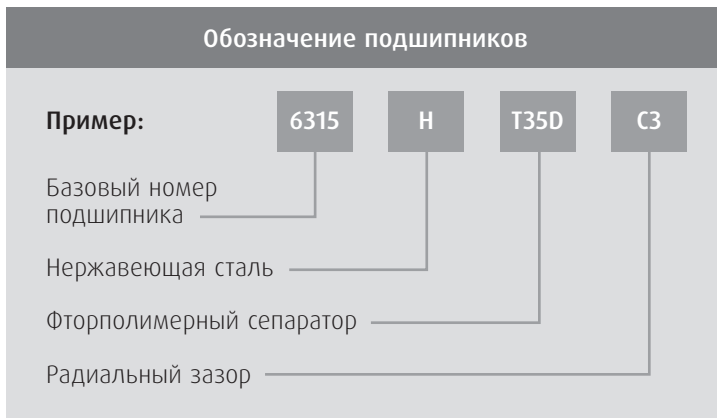 Обозначение подшипников
Пример: 6315 H T35D C3
Базовый номер
подшипника
Нержавеющая сталь
Фторполимерный сепаратор
Радиальный зазор